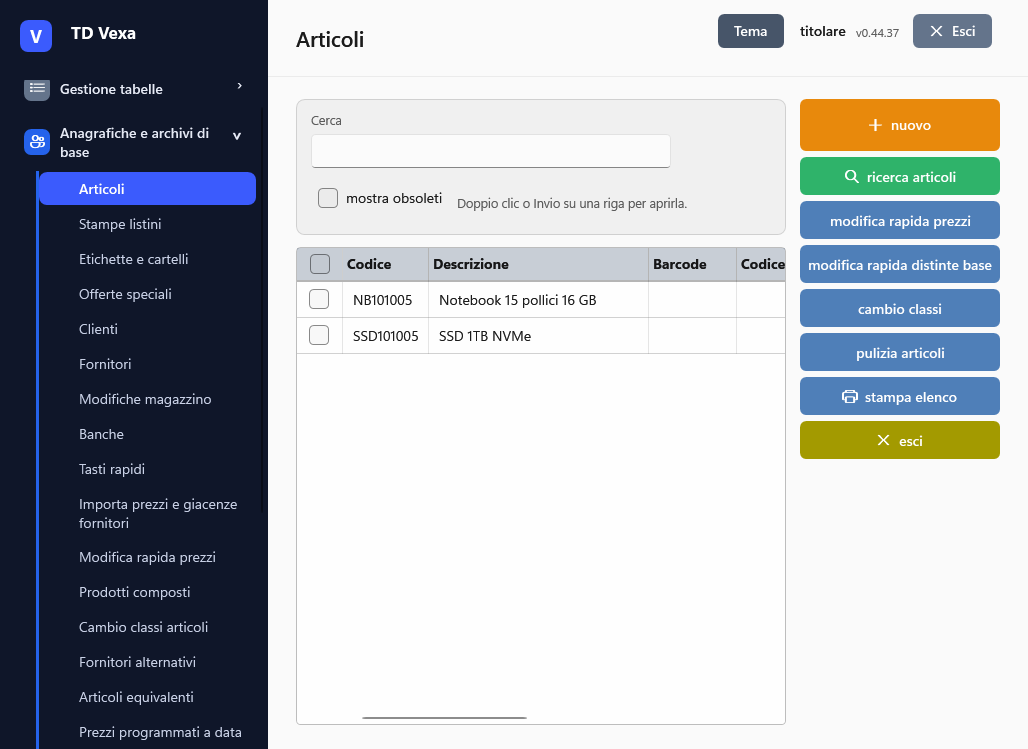 V
TD Vexa
Gestione tabelle
Anagrafiche e archivi di
base
Articoli
Stampe listini
Etichette e cartelli
Offerte speciali
Clienti
Fornitori
Modifiche magazzino
Banche
Tasti rapidi
Importa prezzi e giacenze
fornitori
Modifica rapida prezzi
Prodotti composti
Cambio classi articoli
Fornitori alternativi
Articoli equivalenti
Prezzi programmati a data
Articoli
Tema
titolare v0.44.37
Esci
Cerca
mostra obsoleti Doppio clic o Invio su una riga per aprirla.
Codice Descrizione Barcode Codice
NB101005 Notebook 15 pollici 16 GB
SSD101005 SSD 1TB NVMe
nuovo
ricerca articoli
modifica rapida prezzi
modifica rapida distinte base
cambio classi
pulizia articoli
stampa elenco
esci